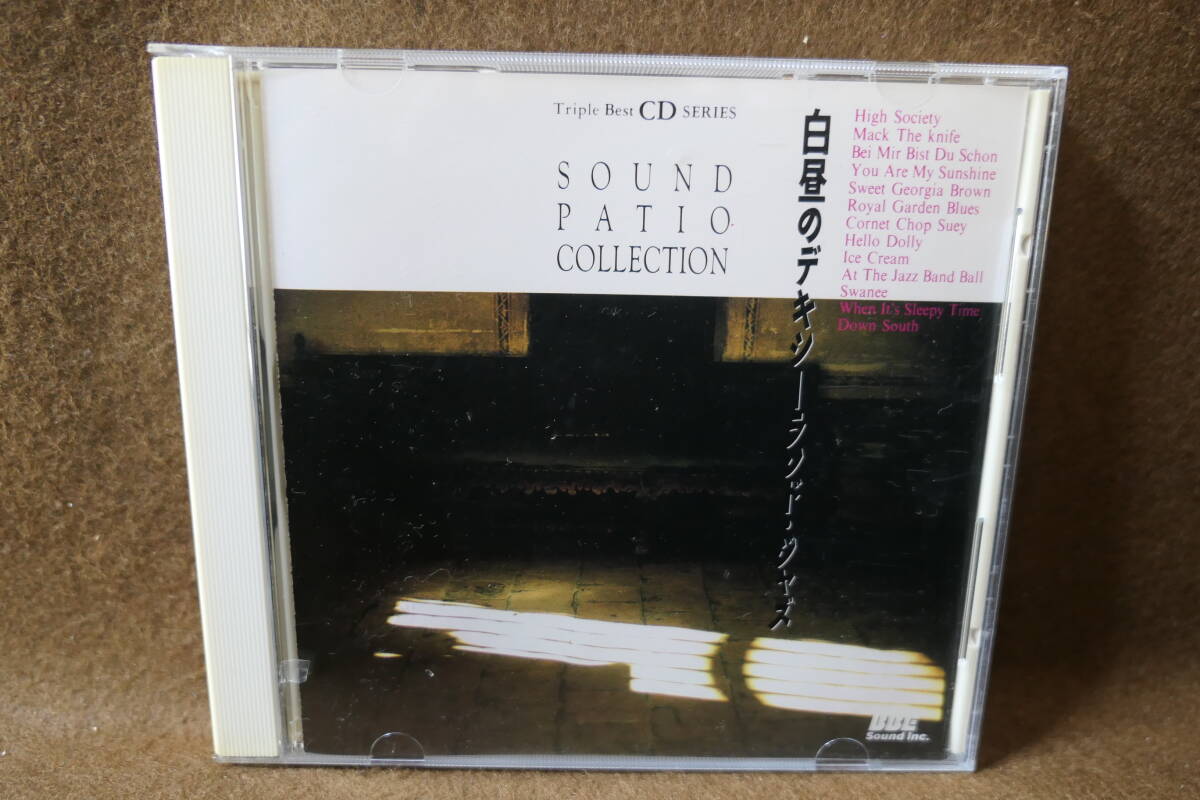 Triple Best CD SERIES
SOUND
PATIO
COLLECTION
白昼のデキシーランド・ジャズ
High Society
Mack The knife
Bei Mir Bist Du Schon
You Are My Sunshine
Sweet Georgia Brown
Royal Garden Blues
Cornet Chop Suey
Hello Dolly
Ice Cream
At The Jazz Band Ball
Swanee
When It's Sleepy Time
Down South
BBE
Sound inc.